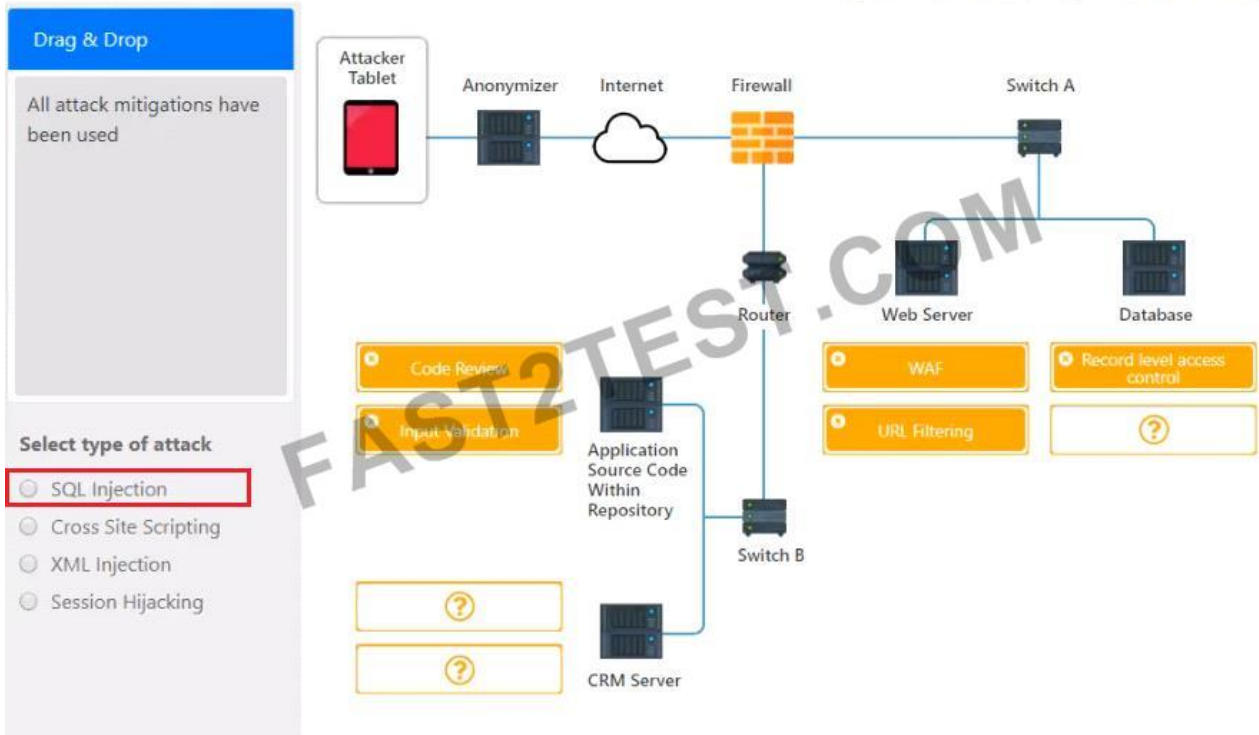 Drag & Drop
All attack mitigations have
been used
Select type of attack
SQL Injection
Cross Site Scripting
XML Injection
Session Hijacking
Attacker
Tablet
Anonymizer
Internet
Firewall
Switch A
Router
Web Server
Database
Code Review
Input Validation
Application
Source Code
Within
Repository
WAF
URL Filtering
Record level access
control
?
Switch B
?
?
CRM Server
FAST2TEST.COM